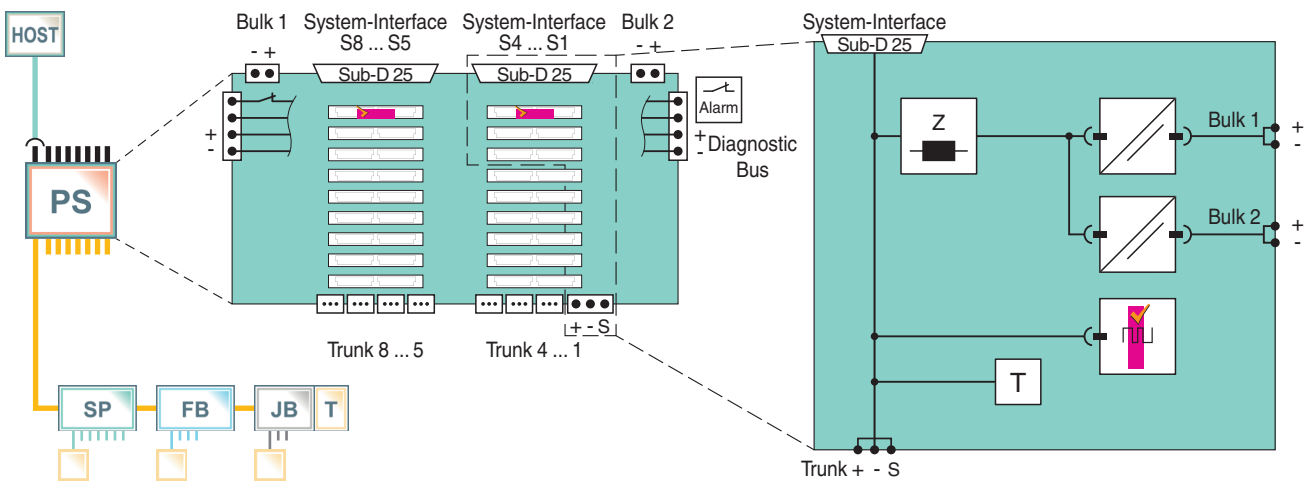 HOST
PS
SP
FB
JB
T
Bulk 1
- +
System-Interface
S8 ... S5
Sub-D 25
System-Interface
S4 ... S1
Sub-D 25
Bulk 2
- +
+
-
Alarm
+
-
Diagnostic
Bus
+ - S
Trunk 8 ... 5
Trunk 4 ... 1
System-Interface
Sub-D 25
Z
Bulk 1
+
-
Bulk 2
+
-
T
Trunk + - S